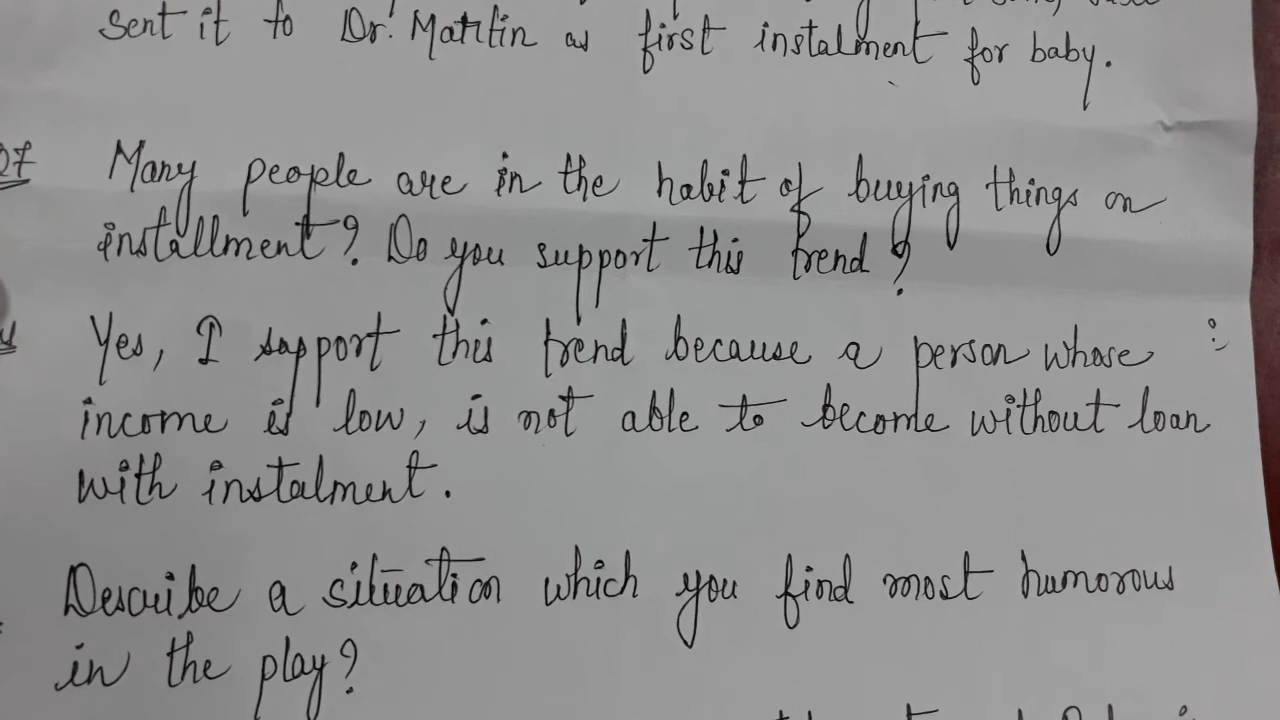 sent it to Dr. Martin as first instalment for baby.
Q7 Many people are in the habit of buying things on
installment? Do you support this trend?
Yes, I support this trend because a person whose
income is low, is not able to become without loan
with instalment.
Describe a situation which you find most humorous
in the play?